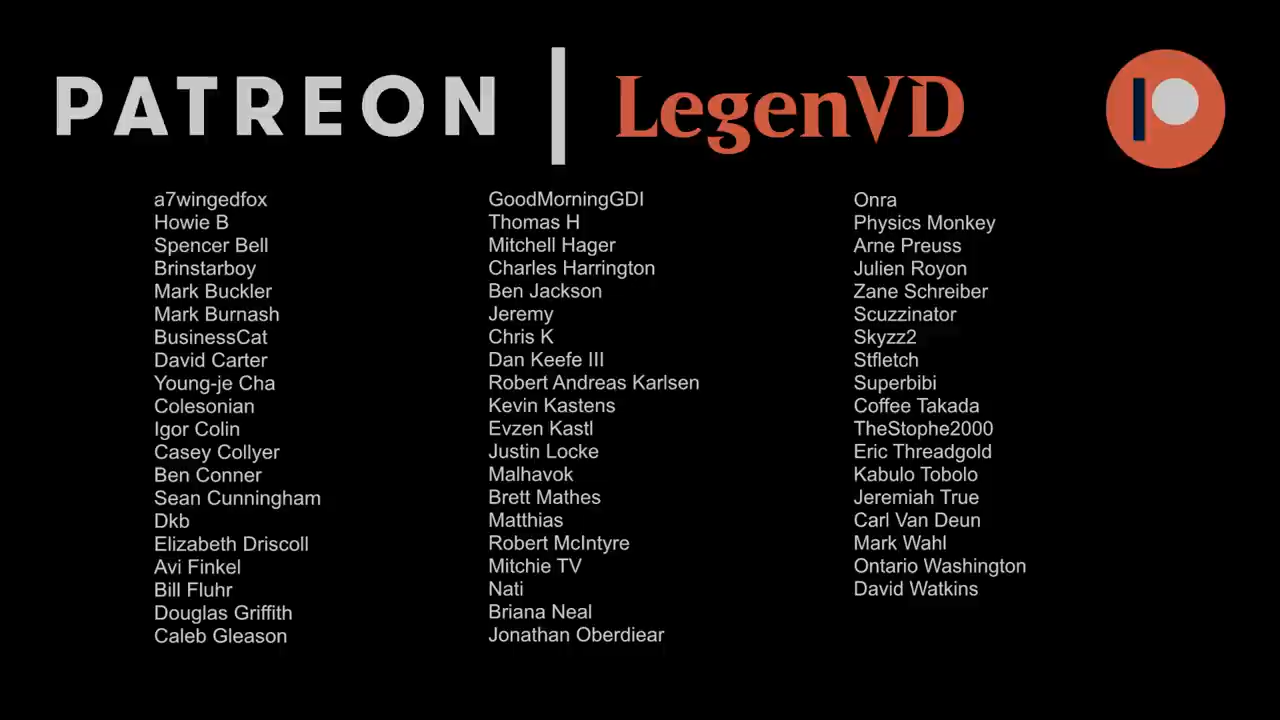 PATREON | LegenVD
a7wingedfox
Howie B
Spencer Bell
Brinstarboy
Mark Buckler
Mark Burnash
BusinessCat
David Carter
Young-je Cha
Colesonian
Igor Colin
Casey Collyer
Ben Conner
Sean Cunningham
Dkb
Elizabeth Driscoll
Avi Finkel
Bill Fluhr
Douglas Griffith
Caleb Gleason
GoodMorningGDI
Thomas H
Mitchell Hager
Charles Harrington
Ben Jackson
Jeremy
Chris K
Dan Keefe III
Robert Andreas Karlsen
Kevin Kastens
Evzen Kastl
Justin Locke
Malhavok
Brett Mathes
Matthias
Robert McIntyre
Mitchie TV
Nati
Briana Neal
Jonathan Oberdiear
Onra
Physics Monkey
Arne Preuss
Julien Royon
Zane Schreiber
Scuzzinator
Skyzz2
Stfletch
Superbibi
Coffee Takada
TheStophe2000
Eric Threadgold
Kabulo Tobolo
Jeremiah True
Carl Van Deun
Mark Wahl
Ontario Washington
David Watkins